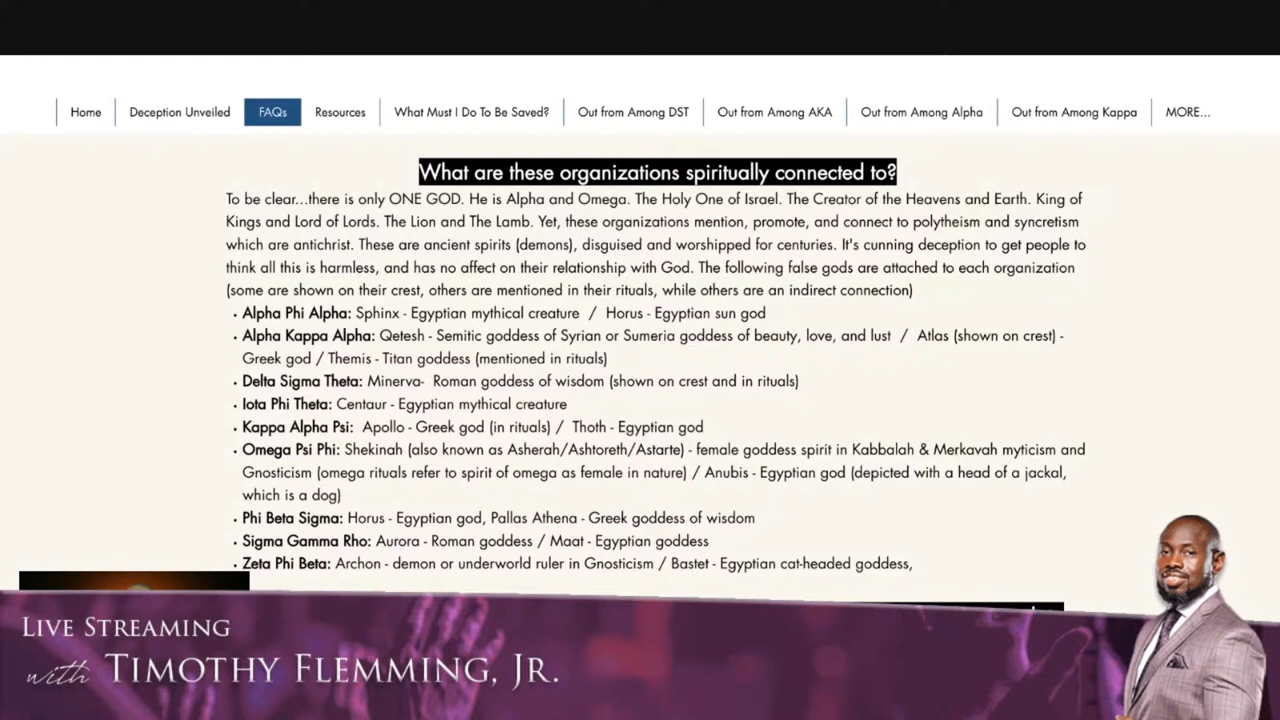 Home
Deception Unveiled
FAQs
Resources
What Must I Do To Be Saved?
Out from Among DST
Out from Among AKA
Out from Among Alpha
Out from Among Kappa
MORE...
What are these organizations spiritually connected to?
To be clear...there is only ONE GOD. He is Alpha and Omega. The Holy One of Israel. The Creator of the Heavens and Earth. King of
Kings and Lord of Lords. The Lion and The Lamb. Yet, these organizations mention, promote, and connect to polytheism and syncretism
which are antichrist. These are ancient spirits (demons), disguised and worshipped for centuries. It's cunning deception to get people to
think all this is harmless, and has no affect on their relationship with God. The following false gods are attached to each organization
(some are shown on their crest, others are mentioned in their rituals, while others are an indirect connection)
• Alpha Phi Alpha: Sphinx - Egyptian mythical creature / Horus - Egyptian sun god
• Alpha Kappa Alpha: Qetesh - Semitic goddess of Syrian or Sumeria goddess of beauty, love, and lust / Atlas (shown on crest) -
Greek god / Themis - Titan goddess (mentioned in rituals)
• Delta Sigma Theta: Minerva- Roman goddess of wisdom (shown on crest and in rituals)
• Iota Phi Theta: Centaur - Egyptian mythical creature
• Kappa Alpha Psi: Apollo - Greek god (in rituals) / Thoth - Egyptian god
• Omega Psi Phi: Shekinah (also known as Asherah/Ashtoreth/Astarte) - female goddess spirit in Kabbalah & Merkavah myticism and
Gnosticism (omega rituals refer to spirit of omega as female in nature) / Anubis - Egyptian god (depicted with a head of a jackal,
which is a dog)
• Phi Beta Sigma: Horus - Egyptian god, Pallas Athena - Greek goddess of wisdom
• Sigma Gamma Rho: Aurora - Roman goddess / Maat - Egyptian goddess
• Zeta Phi Beta: Archon - demon or underworld ruler in Gnosticism / Bastet - Egyptian cat-headed goddess,
LIVE STREAMING
with TIMOTHY FLEMMING, JR.